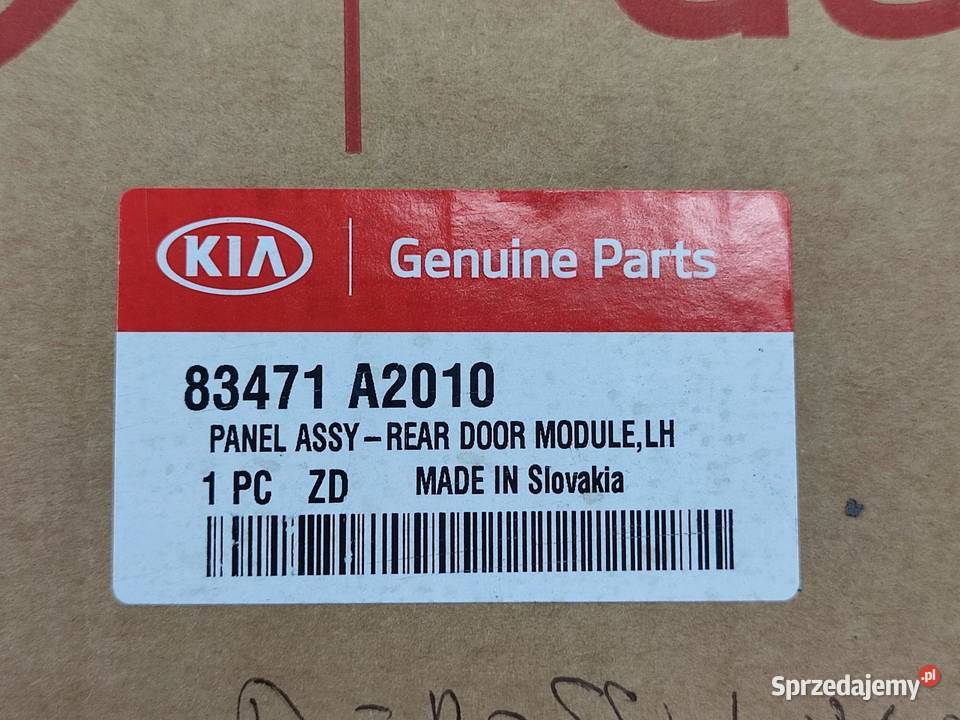 KIA Genuine Parts
83471 A2010
PANEL ASSY-REAR DOOR MODULE,LH
1 PC ZD MADE IN Slovakia
Sprzedajemy.pl